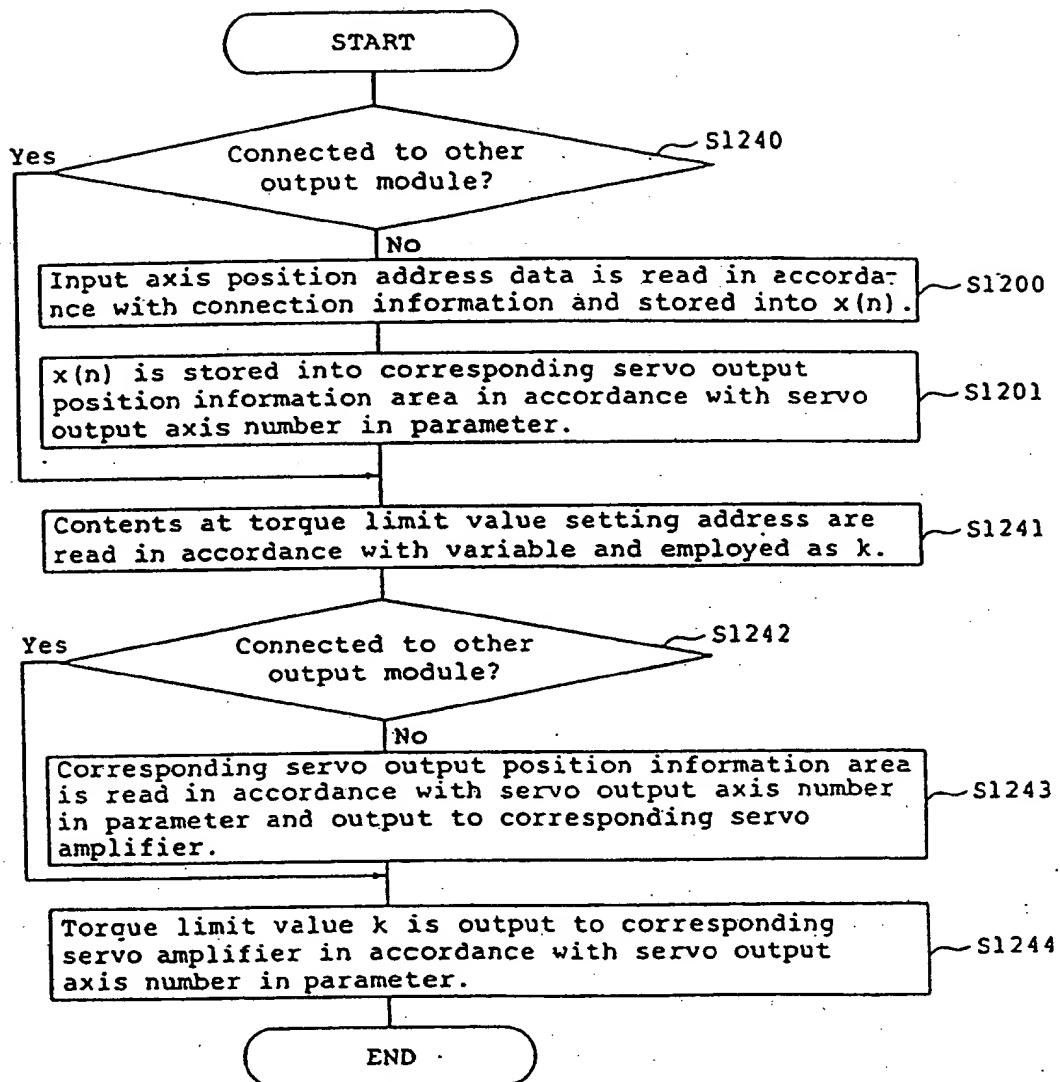 START
Yes
Connected to other
output module?
S1240
No
Input axis position address data is read in accorda-
nce with connection information and stored into x(n).
S1200
x(n) is stored into corresponding servo output
position information area in accordance with servo
output axis number in parameter.
S1201
Contents at torque limit value setting address are
read in accordance with variable and employed as k.
S1241
Yes
Connected to other
output module?
S1242
No
Corresponding servo output position information area
is read in accordance with servo output axis number
in parameter and output to corresponding servo
amplifier.
S1243
Torque limit value k is output to corresponding
servo amplifier in accordance with servo output
axis number in parameter.
S1244
END